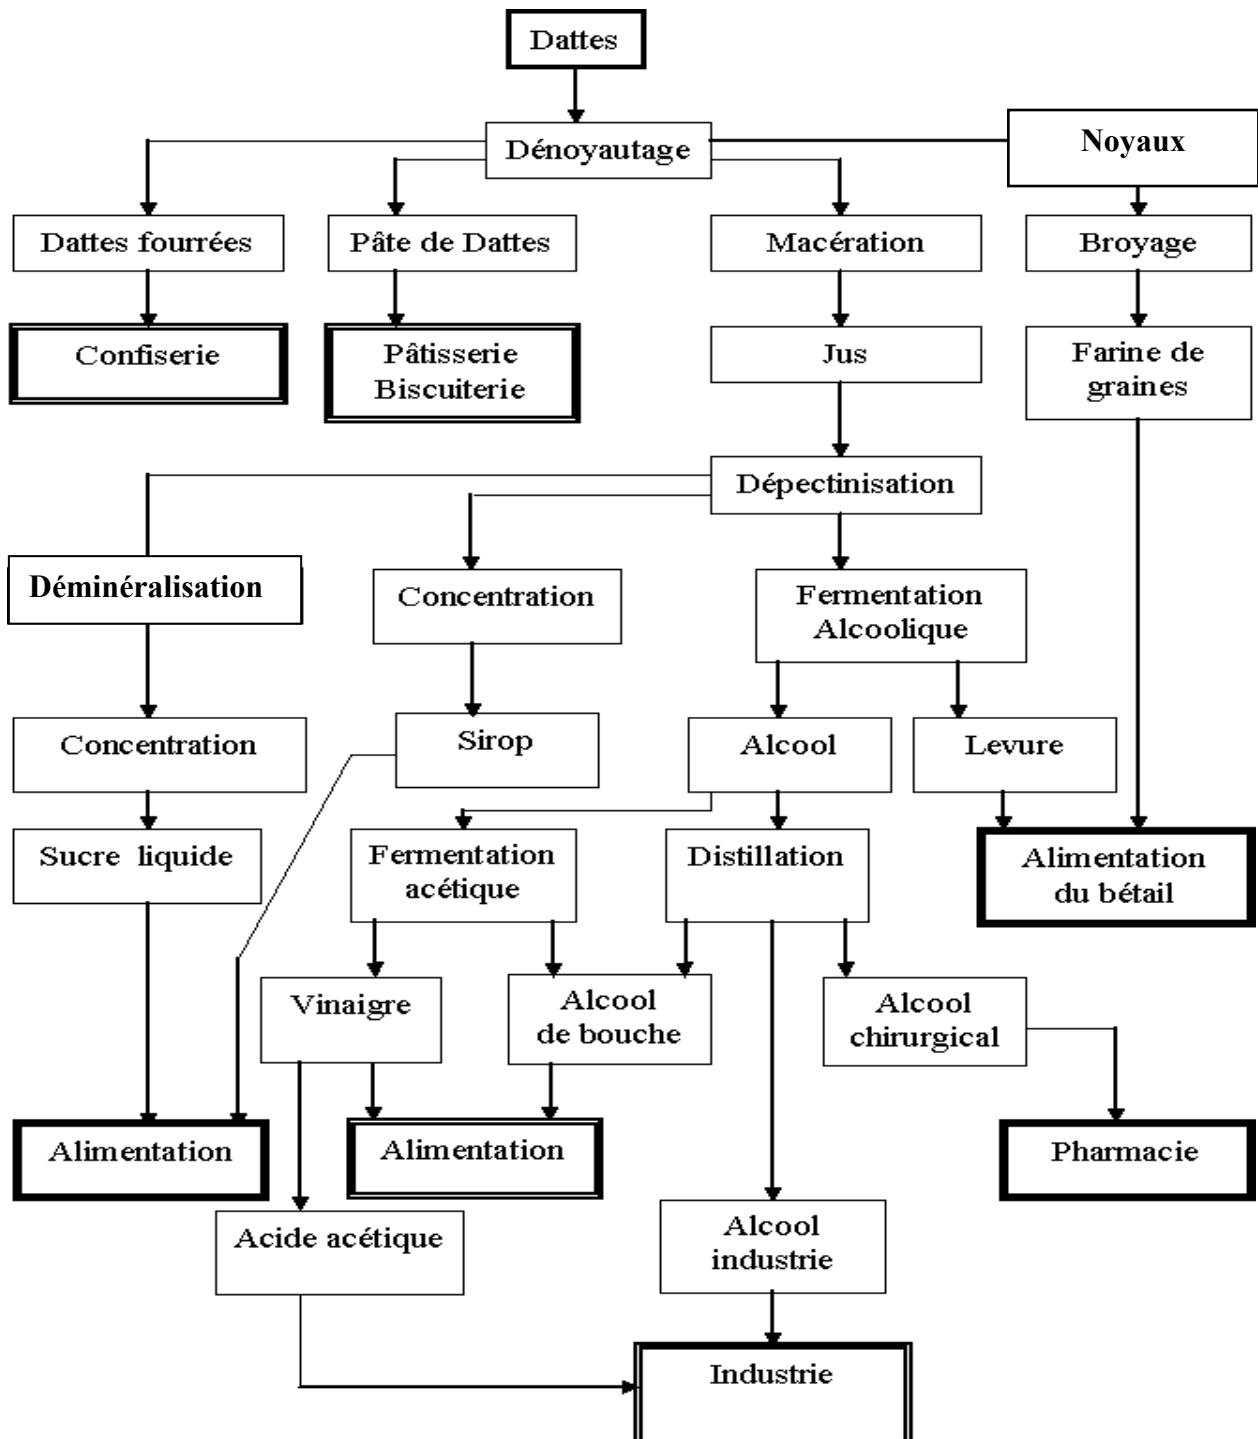 Dattes
Dénoyautage
Noyaux
Dattes fourrées
Pâte de Dattes
Macération
Broyage
Confiserie
Pâtisserie
Biscuiterie
Jus
Farine de
graines
Dépectinisation
Déminéralisation
Concentration
Fermentation
Alcoolique
Concentration
Sirop
Alcool
Levure
Sucre liquide
Fermentation
acétique
Distillation
Alimentation
du bétail
Vinaigre
Alcool
de bouche
Alcool
chirurgical
Alimentation
Alimentation
Pharmacie
Acide acétique
Alcool
industrie
Industrie